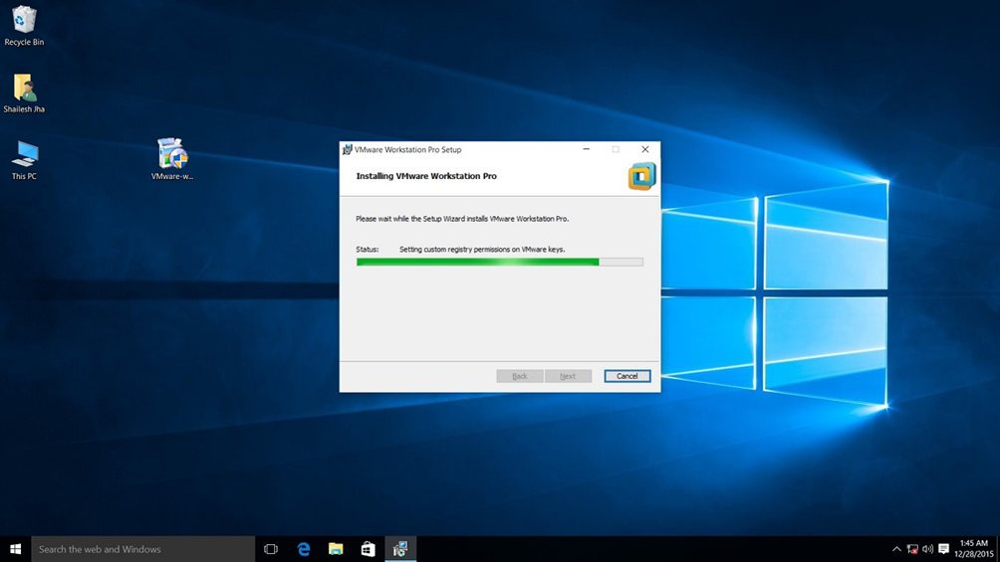 Recycle Bin
Shailesh Jha
This PC
VMware-w...
VMware Workstation Pro Setup
Installing VMware Workstation Pro
Please wait while the Setup Wizard installs VMware Workstation Pro.
Status: Setting custom registry permissions on VMware keys.
Back Next Cancel
Search the web and Windows
1:45 AM
12/28/2015